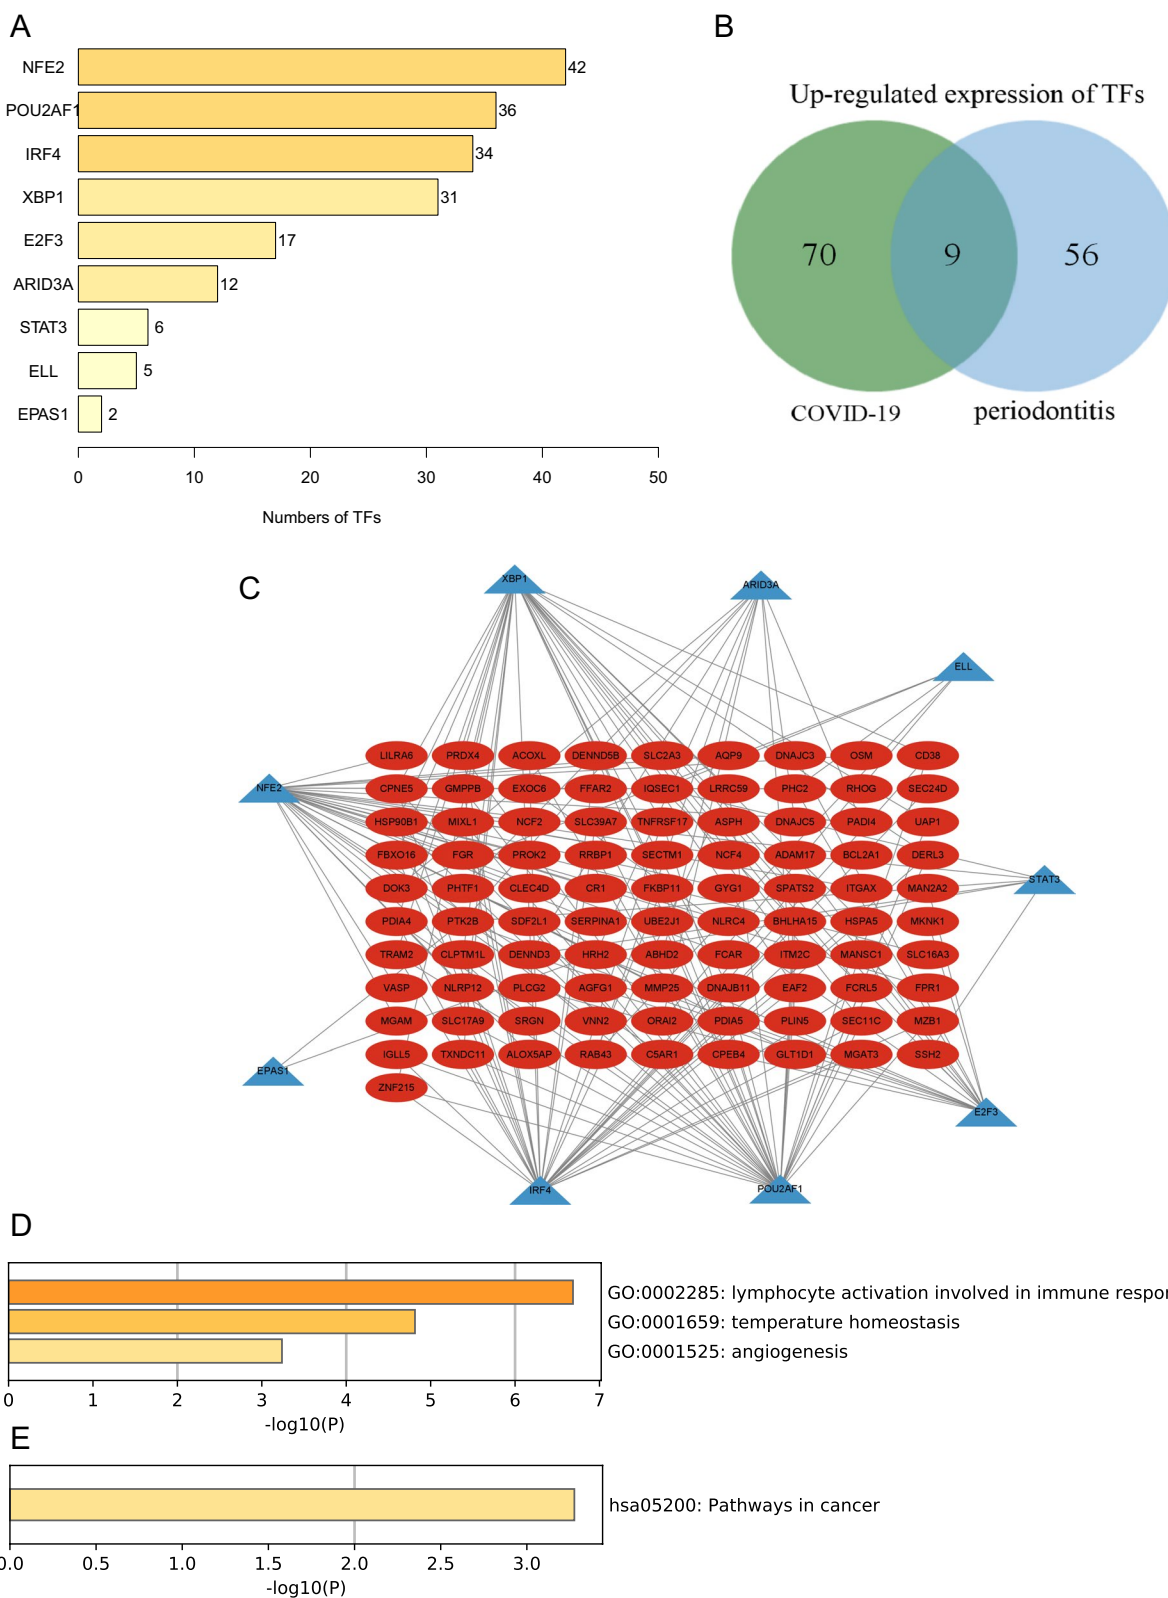 A
NFE2 42
POU2AF1 36
IRF4 34
XBP1 31
E2F3 17
ARID3A 12
STAT3 6
ELL 5
EPAS1 2
0 10 20 30 40 50
Numbers of TFs
B
Up-regulated expression of TFs
70 9 56
COVID-19 periodontitis
C
XBP1
ARID3A
ELL
NFE2
STAT3
EPAS1
E2F3
IRF4
POU2AF1
LILRA6 PRDX4 ACOXL DENND5B SLC2A3 AQP9 DNAJC3 OSM CD38
CPNE5 GMPPB EXOC6 FFAR2 IQSEC1 LRRC59 PHC2 RHOG SEC24D
HSP90B1 MIXL1 NCF2 SLC39A7 TNFRSF17 ASPH DNAJC5 PADI4 UAP1
FBXO16 FGR PROK2 RRBP1 SECTM1 NCF4 ADAM17 BCL2A1 DERL3
DOK3 PHTF1 CLEC4D CR1 FKBP11 GYG1 SPATS2 ITGAX MAN2A2
PDIA4 PTK2B SDF2L1 SERPINA1 UBE2J1 NLRC4 BHLHA15 HSPA5 MKNK1
TRAM2 CLPTM1L DENND3 HRH2 ABHD2 FCAR ITM2C MANSC1 SLC16A3
VASP NLRP12 PLCG2 AGFG1 MMP25 DNAJB11 EAF2 FCRL5 FPR1
MGAM SLC17A9 SRGN VNN2 ORAI2 PDIA5 PLIN5 SEC11C MZB1
IGLL5 TXNDC11 ALOX5AP RAB43 C5AR1 CPEB4 GLT1D1 MGAT3 SSH2
ZNF215
D
GO:0002285: lymphocyte activation involved in immune respo
GO:0001659: temperature homeostasis
GO:0001525: angiogenesis
0 1 2 3 4 5 6 7
-log10(P)
E
hsa05200: Pathways in cancer
0.0 0.5 1.0 1.5 2.0 2.5 3.0
-log10(P)